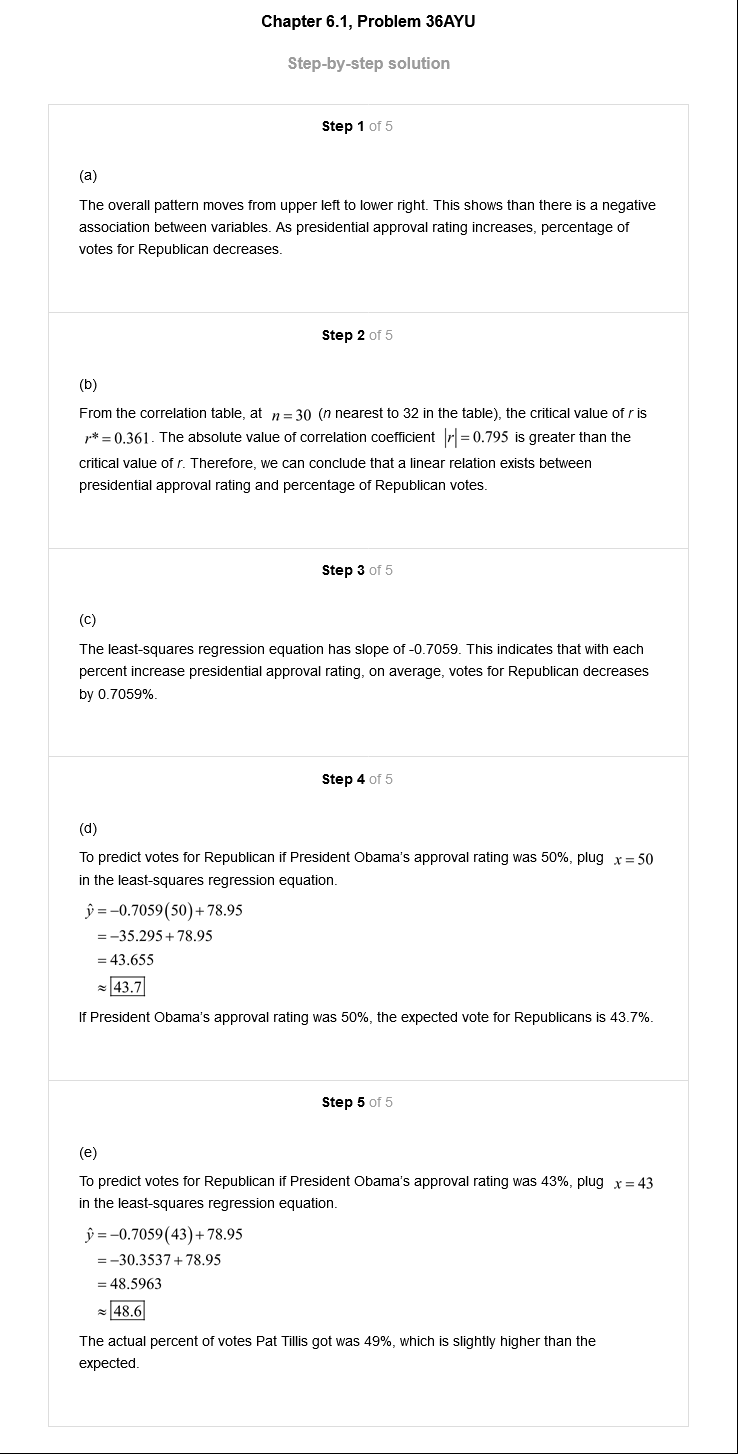 Chapter 6.1, Problem 36AYU
Step-by-step solution
Step 1 of 5
(a)
The overall pattern moves from upper left to lower right. This shows than there is a negative
association between variables. As presidential approval rating increases, percentage of
votes for Republican decreases.
Step 2 of 5
(b)
From the correlation table, at n = 30 (n nearest to 32 in the table), the critical value of r is
r* = 0.361. The absolute value of correlation coefficient |r| = 0.795 is greater than the
critical value of r. Therefore, we can conclude that a linear relation exists between
presidential approval rating and percentage of Republican votes.
Step 3 of 5
(c)
The least-squares regression equation has slope of -0.7059. This indicates that with each
percent increase presidential approval rating, on average, votes for Republican decreases
by 0.7059%.
Step 4 of 5
(d)
To predict votes for Republican if President Obama's approval rating was 50%, plug x = 50
in the least-squares regression equation.
ŷ = −0.7059(50) + 78.95
= −35.295 + 78.95
= 43.655
≈ 43.7
If President Obama's approval rating was 50%, the expected vote for Republicans is 43.7%.
Step 5 of 5
(e)
To predict votes for Republican if President Obama's approval rating was 43%, plug x = 43
in the least-squares regression equation.
ŷ = −0.7059(43) + 78.95
= −30.3537 + 78.95
= 48.5963
≈ 48.6
The actual percent of votes Pat Tillis got was 49%, which is slightly higher than the
expected.